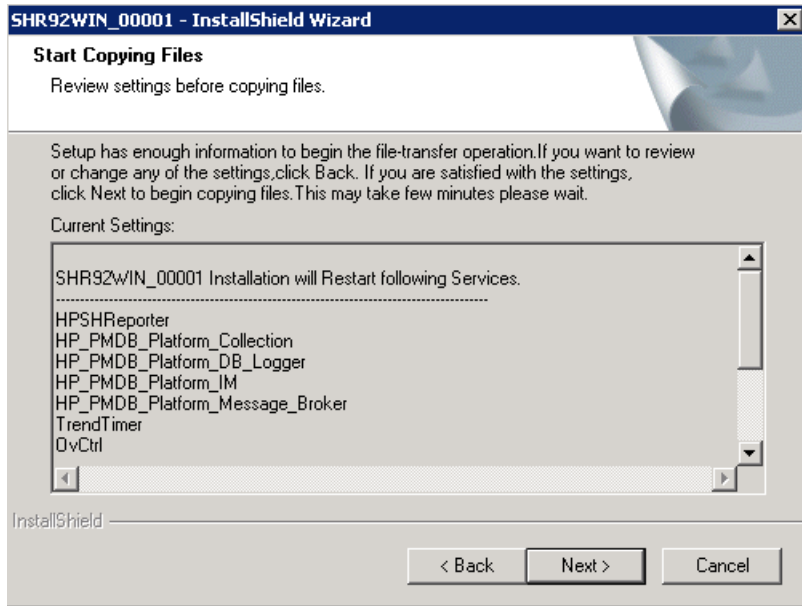 SHR92WIN_00001 - InstallShield Wizard
Start Copying Files
Review settings before copying files.
Setup has enough information to begin the file-transfer operation.If you want to review
or change any of the settings,click Back. If you are satisfied with the settings,
click Next to begin copying files.This may take few minutes please wait.
Current Settings:
SHR92WIN_00001 Installation will Restart following Services.
--------------------------------------------------------------------------------
HPSHReporter
HP_PMDB_Platform_Collection
HP_PMDB_Platform_DB_Logger
HP_PMDB_Platform_IM
HP_PMDB_Platform_Message_Broker
TrendTimer
OvCtrl
InstallShield
< Back Next > Cancel